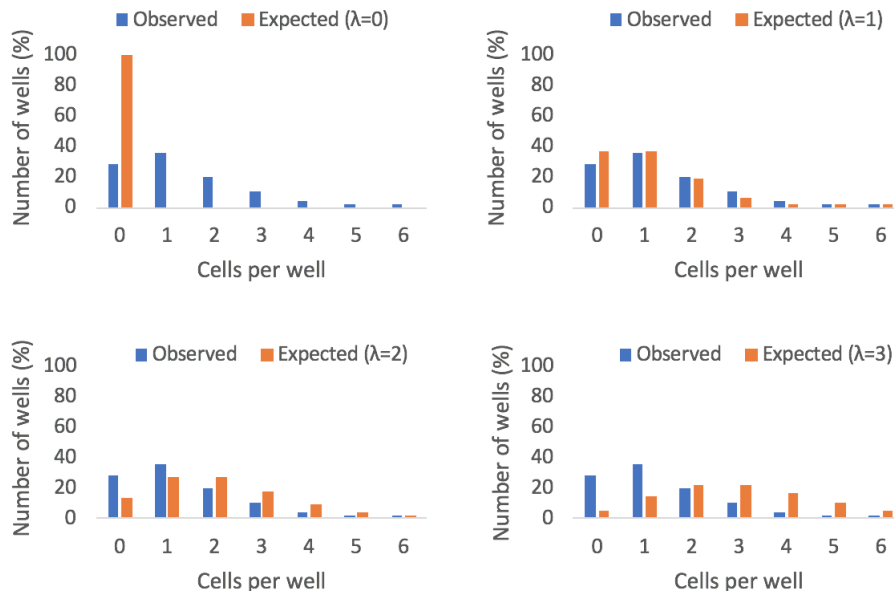 Observed Expected (λ=0)
Number of wells (%)
100
80
60
40
20
0
0 1 2 3 4 5 6
Cells per well
Observed Expected (λ=1)
Number of wells (%)
100
80
60
40
20
0
0 1 2 3 4 5 6
Cells per well
Observed Expected (λ=2)
Number of wells (%)
100
80
60
40
20
0
0 1 2 3 4 5 6
Cells per well
Observed Expected (λ=3)
Number of wells (%)
100
80
60
40
20
0
0 1 2 3 4 5 6
Cells per well